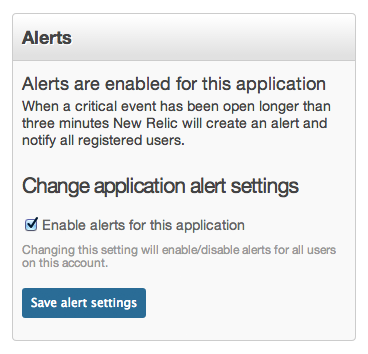 Alerts
Alerts are enabled for this application
When a critical event has been open longer than
three minutes New Relic will create an alert and
notify all registered users.
Change application alert settings
Enable alerts for this application
Changing this setting will enable/disable alerts for all users
on this account.
Save alert settings